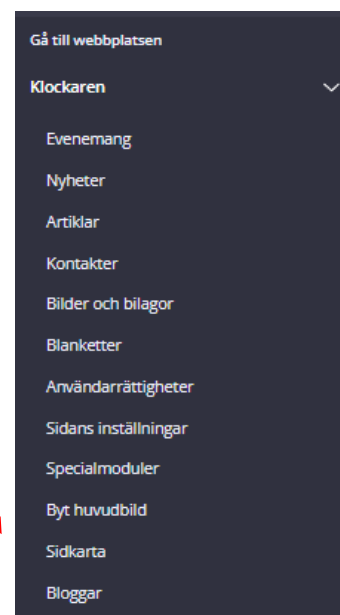 Gå till webbplatsen
Klockaren
Evenemang
Nyheter
Artiklar
Kontakter
Bilder och bilagor
Blanketter
Användarrättigheter
Sidans inställningar
Specialmoduler
Byt huvudbild
Sidkarta
Bloggar